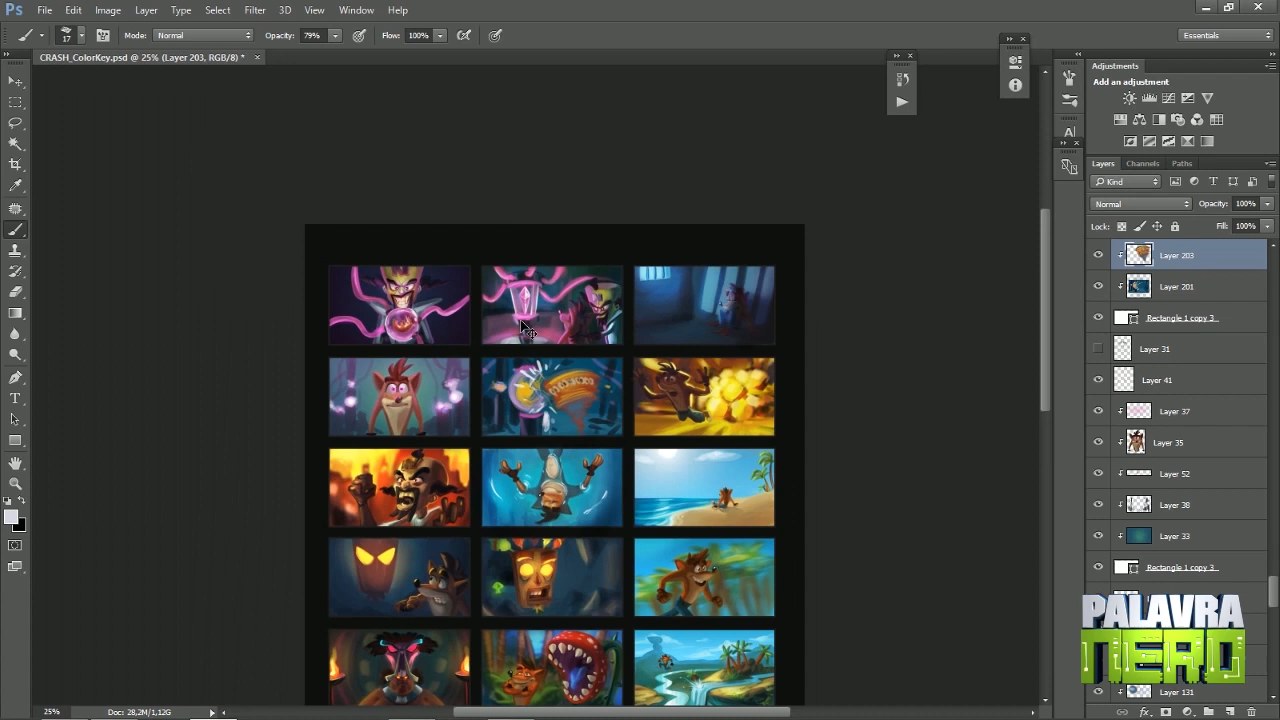 Ps File Edit Image Layer Type Select Filter 3D View Window Help
17 Mode: Normal Opacity: 79% Flow: 100% Essentials
CRASH_ColorKey.psd @ 25% (Layer 203, RGB/8) * ×
Adjustments
Add an adjustment
A|
Layers Channels Paths
Kind
Normal Opacity: 100%
Lock: Fill: 100%
Layer 203
Layer 201
Rectangle 1 copy 3
Layer 31
Layer 41
Layer 37
Layer 35
Layer 52
Layer 38
Layer 33
Rectangle 1 copy 3
PALAVRA
NERD
Layer 131
25% Doc: 28,2M/1,12G